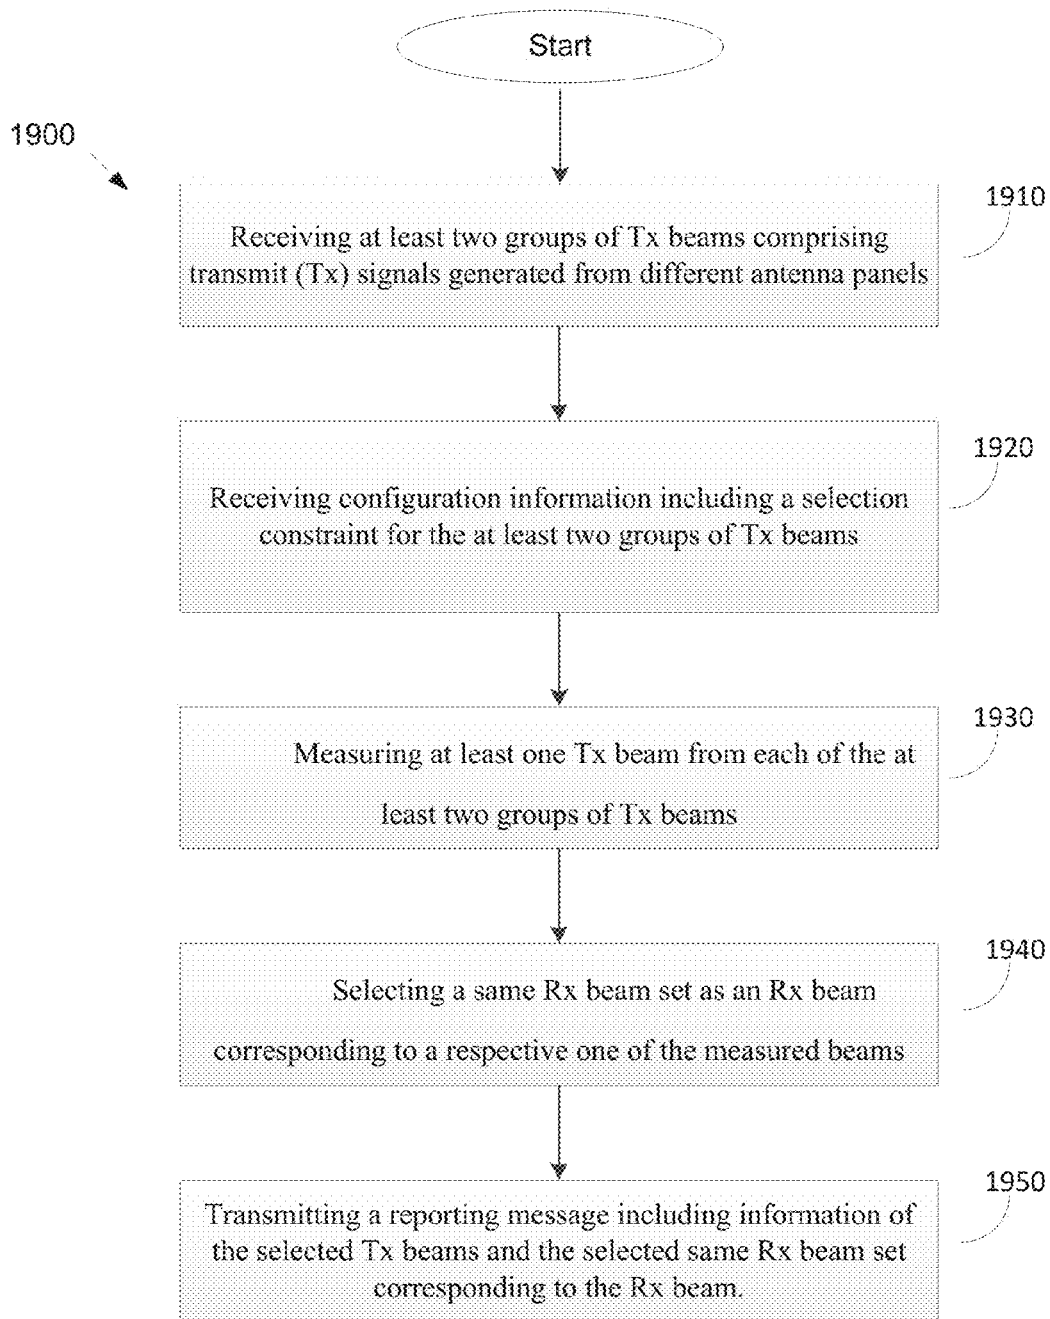 Start
1900
1910
Receiving at least two groups of Tx beams comprising
transmit (Tx) signals generated from different antenna panels
1920
Receiving configuration information including a selection
constraint for the at least two groups of Tx beams
1930
Measuring at least one Tx beam from each of the at
least two groups of Tx beams
1940
Selecting a same Rx beam set as an Rx beam
corresponding to a respective one of the measured beams
1950
Transmitting a reporting message including information of
the selected Tx beams and the selected same Rx beam set
corresponding to the Rx beam.